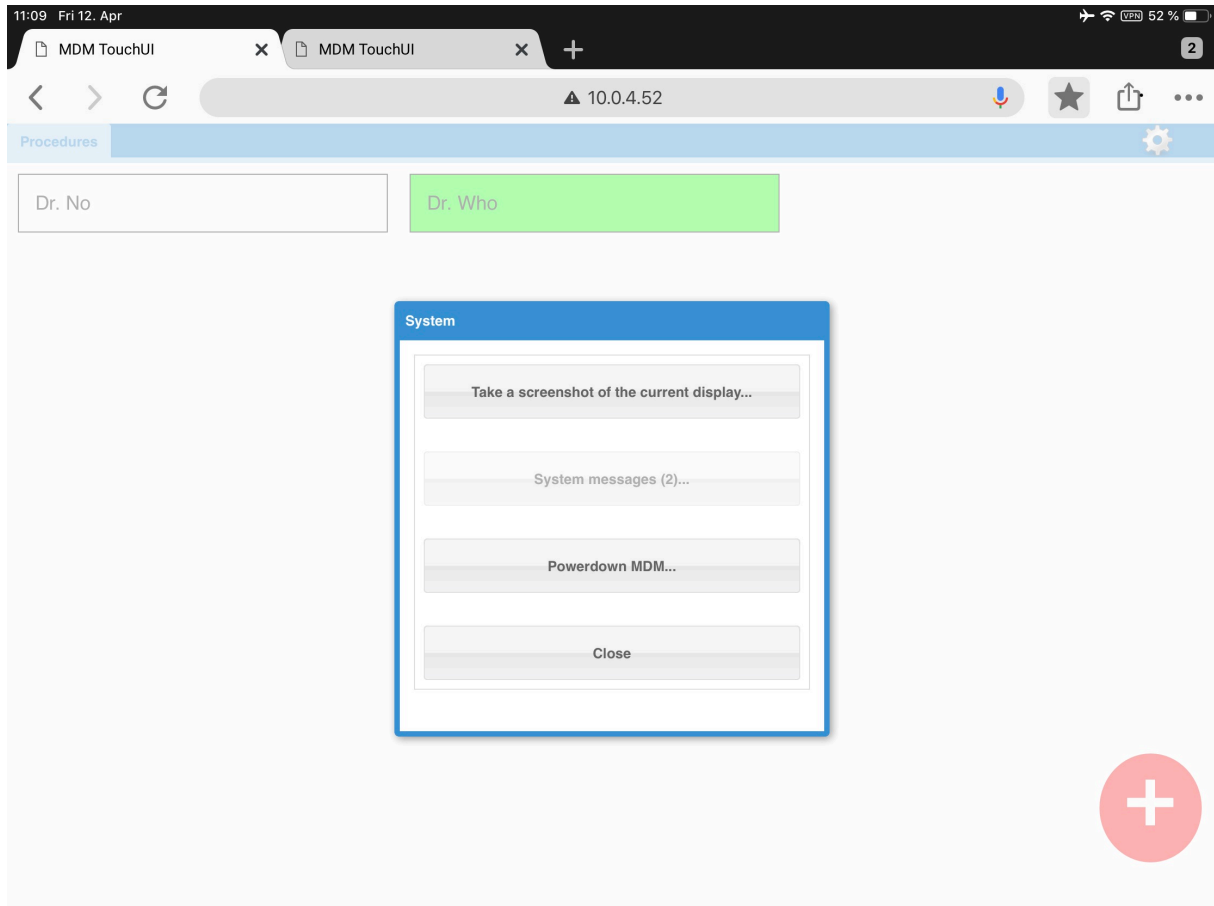 11:09 Fri 12. Apr
VPN 52 %
MDM TouchUI
MDM TouchUI
2
10.0.4.52
Procedures
Dr. No
Dr. Who
System
Take a screenshot of the current display...
System messages (2)...
Powerdown MDM...
Close